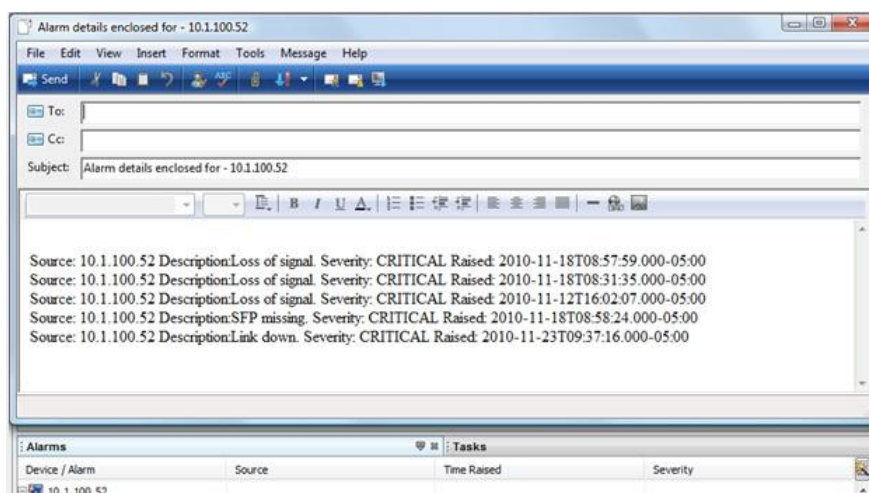 Alarm details enclosed for - 10.1.100.52
File Edit View Insert Format Tools Message Help
Send
To:
Cc:
Subject: Alarm details enclosed for - 10.1.100.52
B I U A
Source: 10.1.100.52 Description:Loss of signal. Severity: CRITICAL Raised: 2010-11-18T08:57:59.000-05:00
Source: 10.1.100.52 Description:Loss of signal. Severity: CRITICAL Raised: 2010-11-18T08:31:35.000-05:00
Source: 10.1.100.52 Description:Loss of signal. Severity: CRITICAL Raised: 2010-11-12T16:02:07.000-05:00
Source: 10.1.100.52 Description:SFP missing. Severity: CRITICAL Raised: 2010-11-18T08:58:24.000-05:00
Source: 10.1.100.52 Description:Link down. Severity: CRITICAL Raised: 2010-11-23T09:37:16.000-05:00
Alarms
Tasks
Device / Alarm Source Time Raised Severity
10.1.100.52